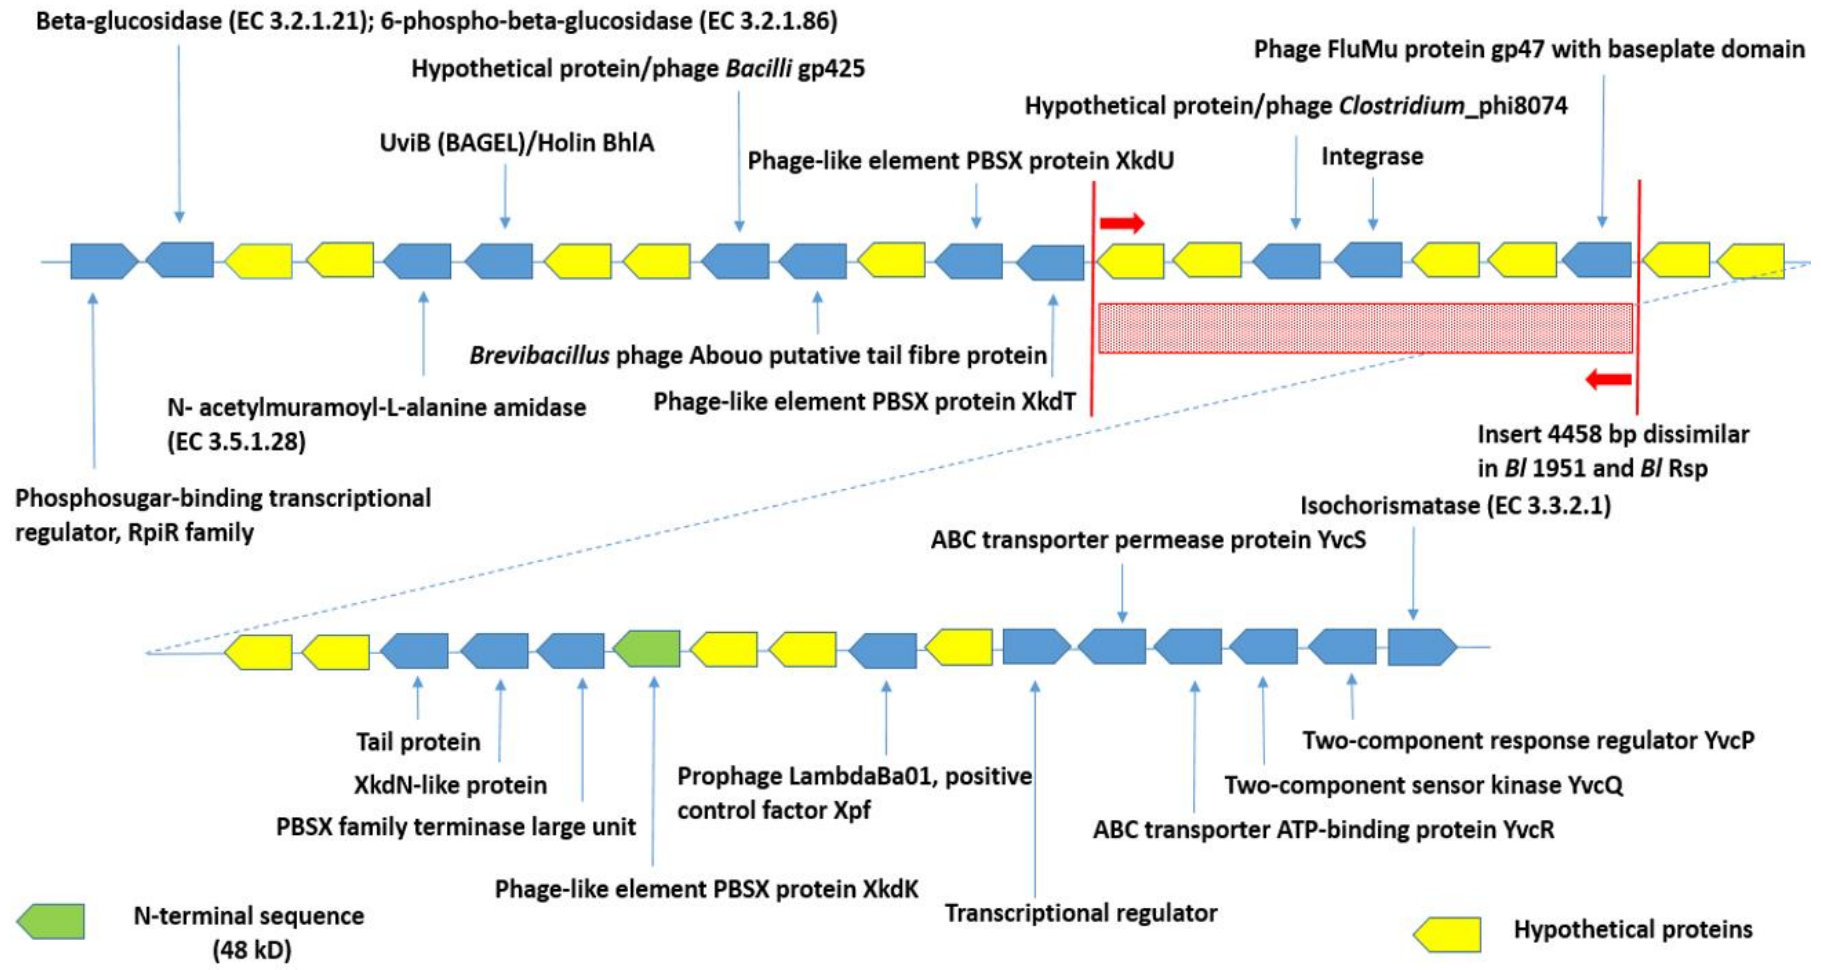 Beta-glucosidase (EC 3.2.1.21); 6-phospho-beta-glucosidase (EC 3.2.1.86)
Phage FluMu protein gp47 with baseplate domain
Hypothetical protein/phage Bacilli gp425
Hypothetical protein/phage Clostridium_phi8074
UviB (BAGEL)/Holin BhlA
Phage-like element PBSX protein XkdU
Integrase
Brevibacillus phage Abouo putative tail fibre protein
Phage-like element PBSX protein XkdT
N- acetylmuramoyl-L-alanine amidase
(EC 3.5.1.28)
Insert 4458 bp dissimilar
in Bl 1951 and Bl Rsp
Phosphosugar-binding transcriptional
regulator, RpiR family
Isochorismatase (EC 3.3.2.1)
ABC transporter permease protein YvcS
Tail protein
XkdN-like protein
PBSX family terminase large unit
Phage-like element PBSX protein XkdK
Prophage LambdaBa01, positive
control factor Xpf
Transcriptional regulator
Two-component response regulator YvcP
Two-component sensor kinase YvcQ
ABC transporter ATP-binding protein YvcR
N-terminal sequence
(48 kD)
Hypothetical proteins